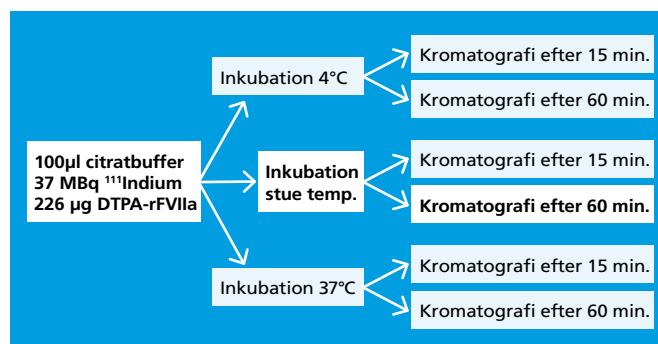 100µl citratbuffer
37 MBq ¹¹¹Indium
226 µg DTPA-rFVIIa
Inkubation 4°C
Kromatografi efter 15 min.
Kromatografi efter 60 min.
Inkubation
stue temp.
Kromatografi efter 15 min.
Kromatografi efter 60 min.
Inkubation 37°C
Kromatografi efter 15 min.
Kromatografi efter 60 min.